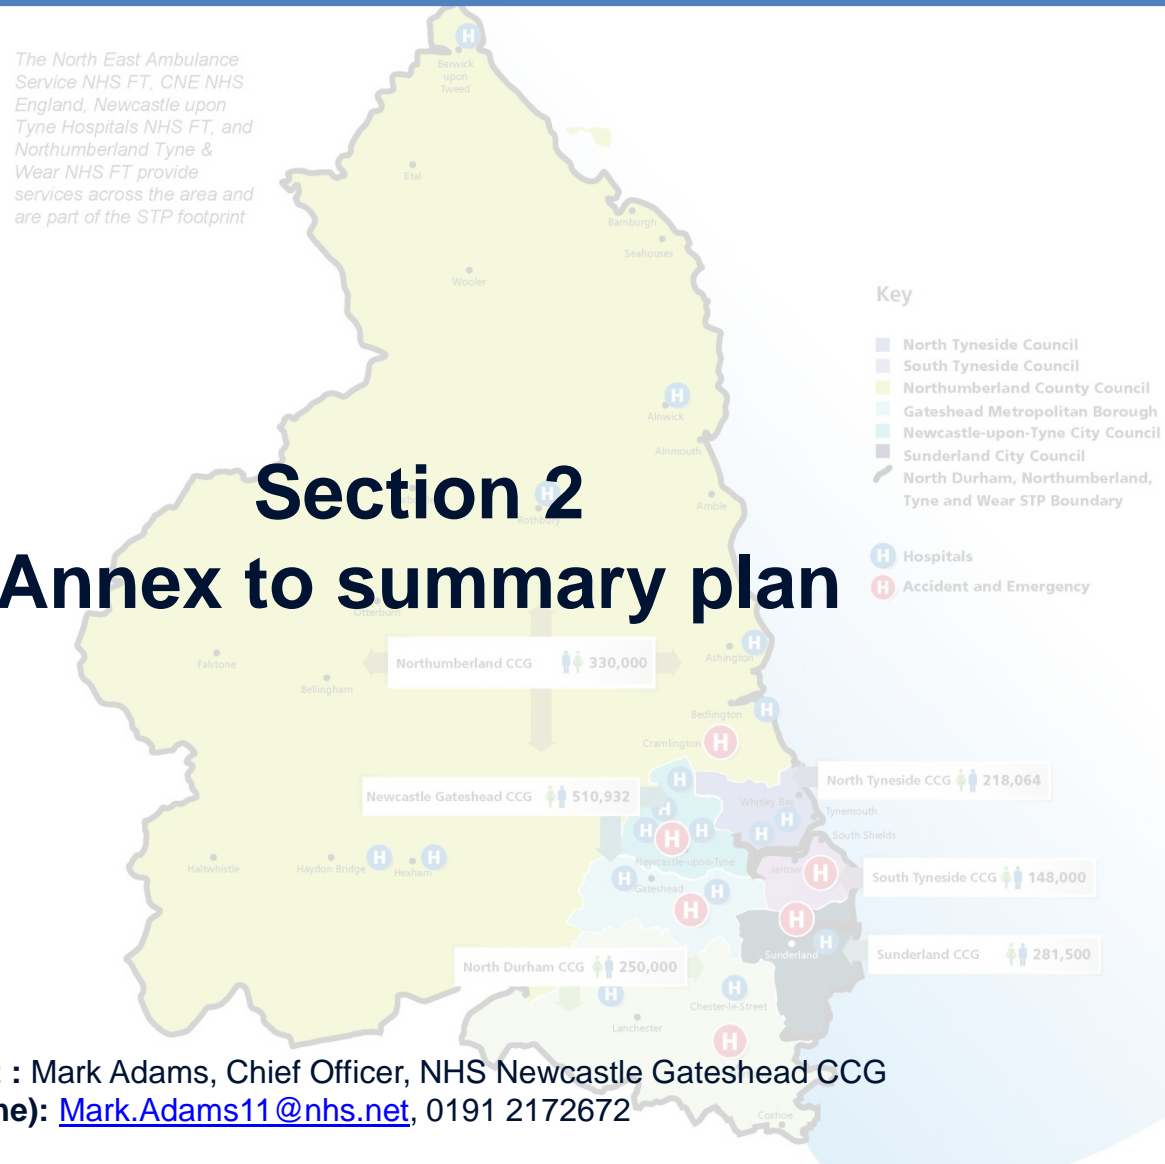 The North East Ambulance
Service NHS FT, CNE NHS
England, Newcastle upon
Tyne Hospitals NHS FT, and
Northumberland Tyne &
Wear NHS FT provide
services across the area and
are part of the STP footprint
H
Berwick
upon
Tweed
Etal
Bamburgh
Seahouses
Wooler
Key
North Tyneside Council
South Tyneside Council
Northumberland County Council
Gateshead Metropolitan Borough
Newcastle-upon-Tyne City Council
Sunderland City Council
North Durham, Northumberland,
Tyne and Wear STP Boundary
H Hospitals
H Accident and Emergency
H
Alnwick
Alnmouth
Section 2
H
Rothbury
Amble
Annex to summary plan
Otterburn
Falstone
Bellingham
Northumberland CCG 330,000
Ashington H
Bedlington H
Cramlington H
Newcastle Gateshead CCG 510,932
H
H
H H H
Newcastle-upon-Tyne
Whitley Bay
H H
North Tyneside CCG 218,064
Tynemouth
South Shields
Haltwhistle
Haydon Bridge H
Hexham H
H
Gateshead
H
H
Jarrow H
South Tyneside CCG 148,000
H
Sunderland H
Sunderland CCG 281,500
North Durham CCG 250,000
H
H
Chester-le-Street
Lanchester
H
: Mark Adams, Chief Officer, NHS Newcastle Gateshead CCG
ne): Mark.Adams11@nhs.net, 0191 2172672
Coxhoe